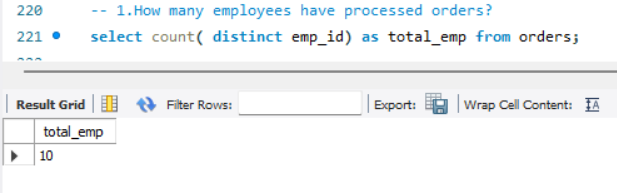 220 -- 1.How many employees have processed orders?
221 select count( distinct emp_id) as total_emp from orders;
Result Grid Filter Rows: Export: Wrap Cell Content: IA
total_emp
10